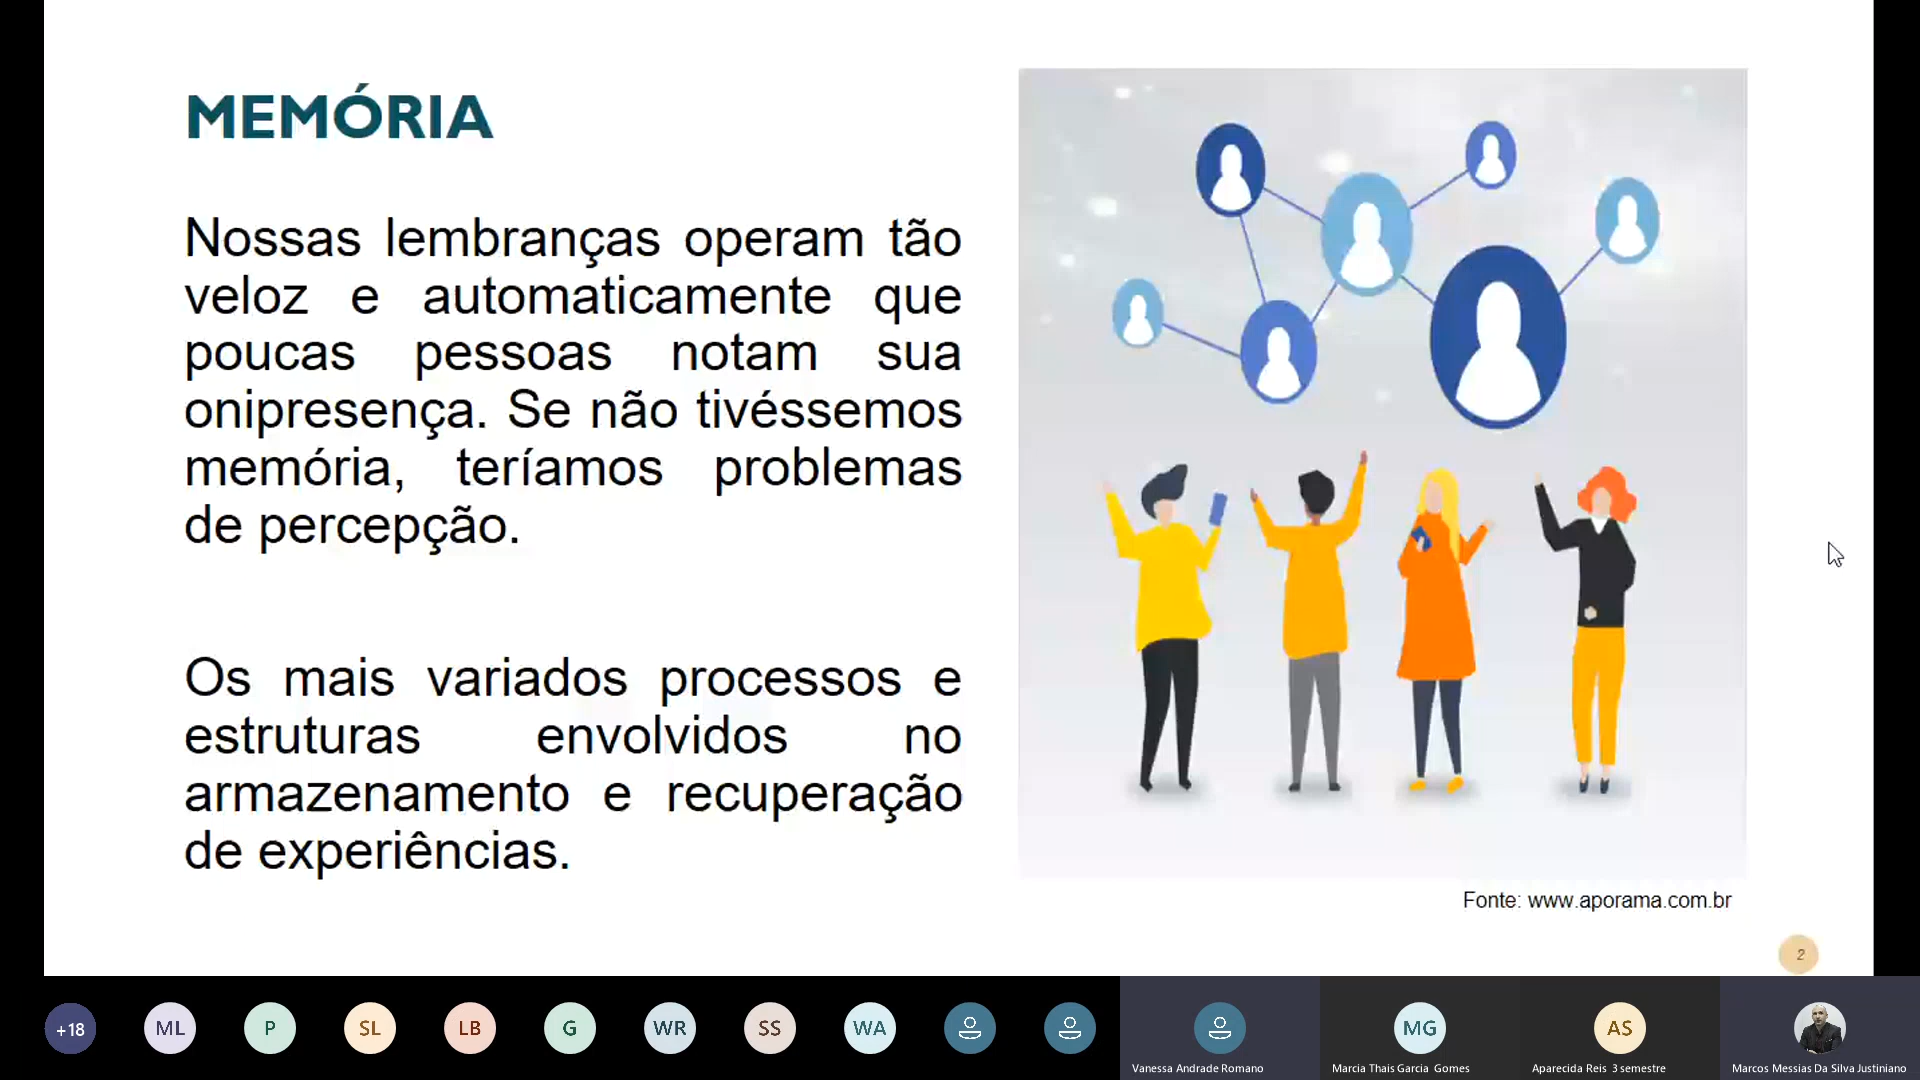 MEMÓRIA
Nossas lembranças operam tão
veloz e automaticamente que
poucas pessoas notam sua
onipresença. Se não tivéssemos
memória, teríamos problemas
de percepção.
Os mais variados processos e
estruturas envolvidos no
armazenamento e recuperação
de experiências.
Fonte: www.aporama.com.br
2
+18 ML P SL LB G WR SS WA MG AS
Vanessa Andrade Romano Marcia Thais Garcia Gomes Aparecida Reis 3 semestre Marcos Messias Da Silva Justiniano